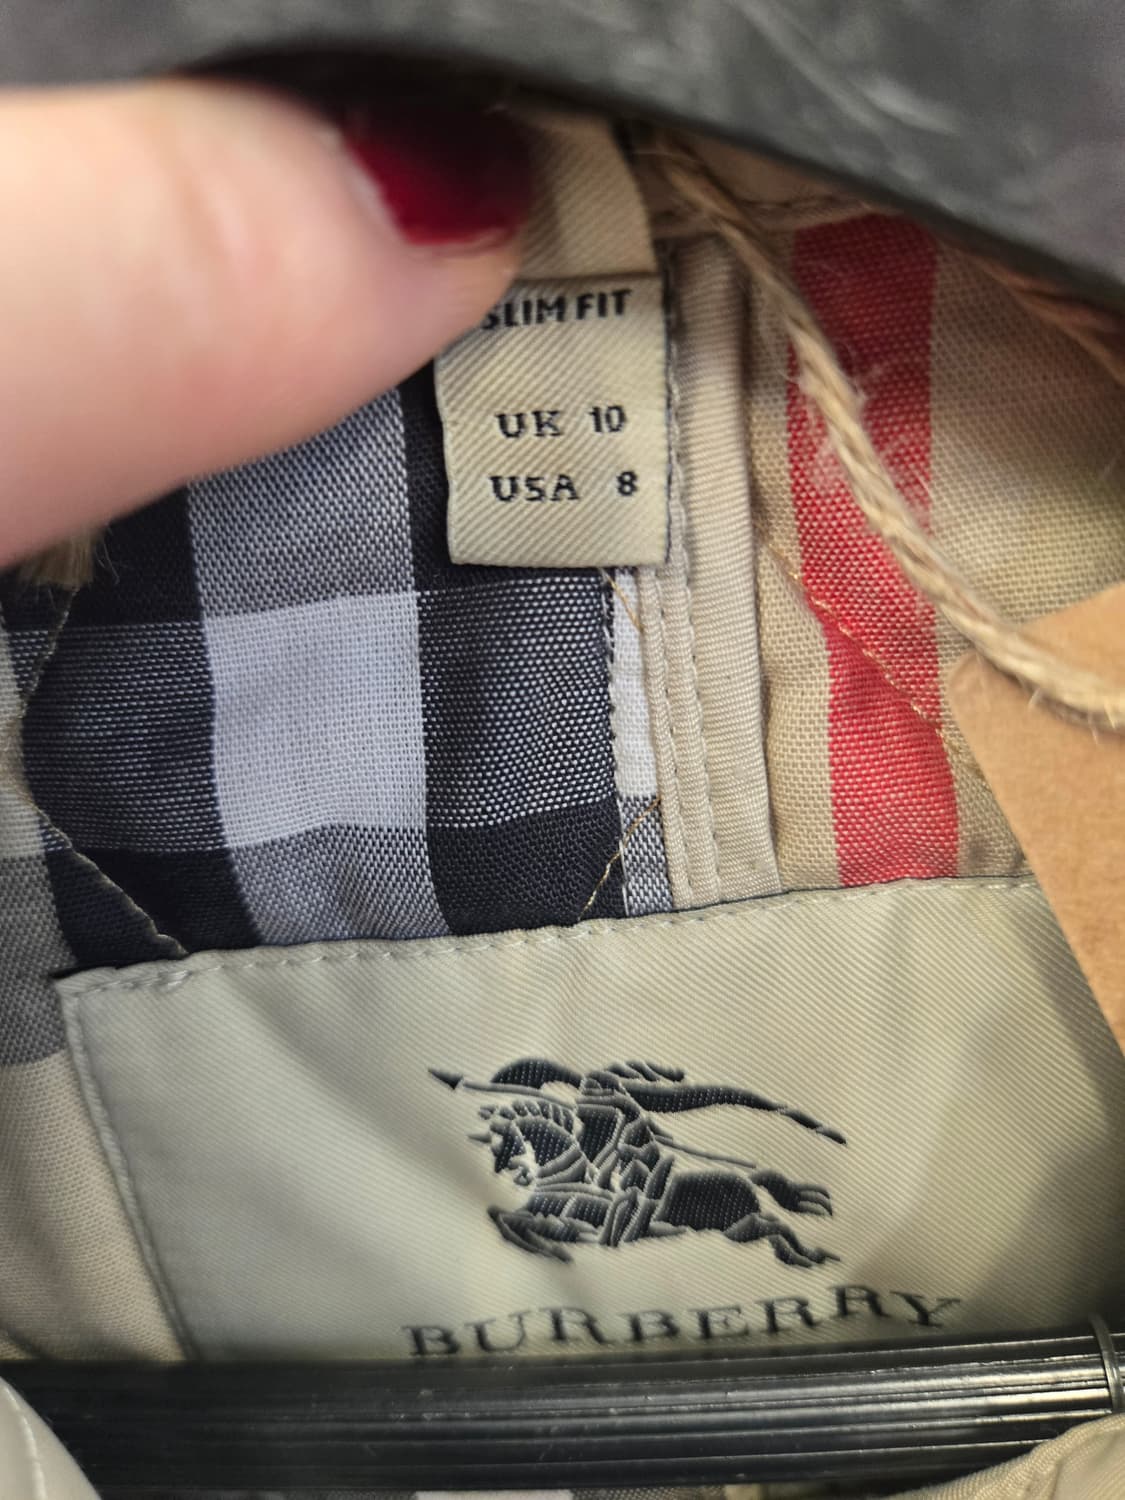 SLIM FIT
UK 10
USA 8
BURBERRY